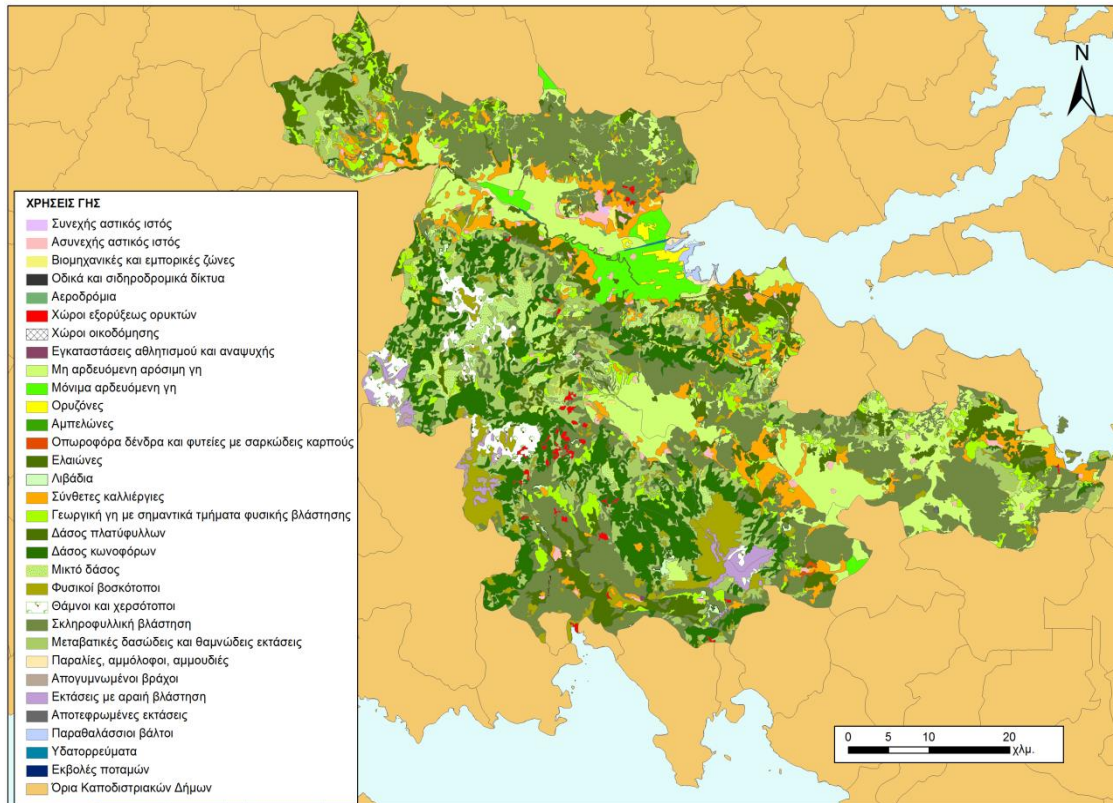 N
ΧΡΗΣΕΙΣ ΓΗΣ
Συνεχής αστικός ιστός
Ασυνεχής αστικός ιστός
Βιομηχανικές και εμπορικές ζώνες
Οδικά και σιδηροδρομικά δίκτυα
Αεροδρόμια
Χώροι εξορύξεως ορυκτών
Χώροι οικοδόμησης
Εγκαταστάσεις αθλητισμού και αναψυχής
Μη αρδευόμενη αρόσιμη γη
Μόνιμα αρδευόμενη γη
Ορυζόνες
Αμπελώνες
Οπωροφόρα δένδρα και φυτείες με σαρκώδεις καρπούς
Ελαιώνες
Λιβάδια
Σύνθετες καλλιέργιες
Γεωργική γη με σημαντικά τμήματα φυσικής βλάστησης
Δάσος πλατύφυλλων
Δάσος κωνοφόρων
Μικτό δάσος
Φυσικοί βοσκότοποι
Θάμνοι και χερσότοποι
Σκληροφυλλική βλάστηση
Μεταβατικές δασώδεις και θαμνώδεις εκτάσεις
Παραλίες, αμμόλοφοι, αμμουδιές
Απογυμνωμένοι βράχοι
Εκτάσεις με αραιή βλάστηση
Αποτεφρωμένες εκτάσεις
Παραθαλάσσιοι βάλτοι
Υδατορρεύματα
Εκβολές ποταμών
Όρια Καποδιστριακών Δήμων
0 5 10 20
χλμ.